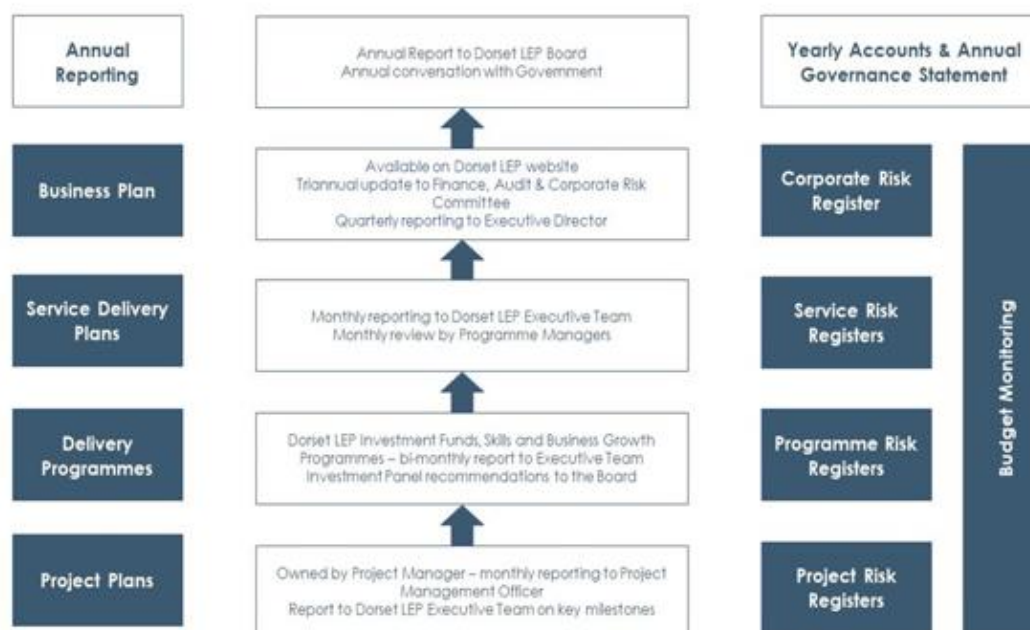 Annual
Reporting
Annual Report to Dorset LEP Board
Annual conversation with Government
Yearly Accounts & Annual
Governance Statement
Business Plan
Available on Dorset LEP website
Triannual update to Finance, Audit & Corporate Risk
Committee
Quarterly reporting to Executive Director
Corporate Risk
Register
Service Delivery
Plans
Monthly reporting to Dorset LEP Executive Team
Monthly review by Programme Managers
Service Risk
Registers
Delivery
Programmes
Dorset LEP Investment Funds, Skills and Business Growth
Programmes – bi-monthly report to Executive Team
Investment Panel recommendations to the Board
Programme Risk
Registers
Project Plans
Owned by Project Manager – monthly reporting to Project
Management Officer
Report to Dorset LEP Executive Team on key milestones
Project Risk
Registers
Budget Monitoring